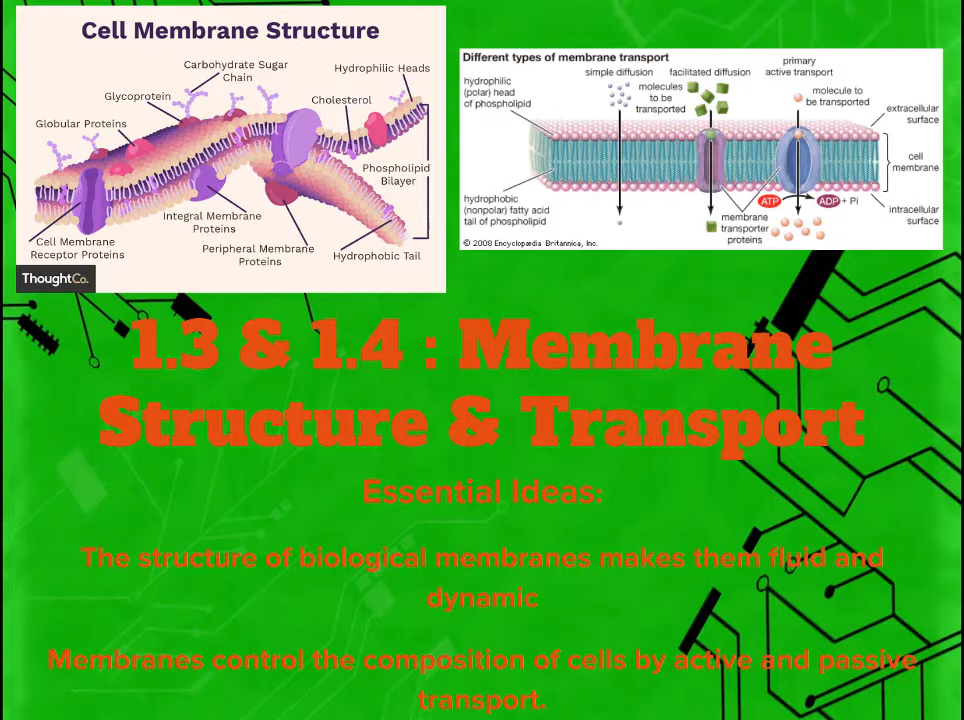 Cell Membrane Structure
Carbohydrate Sugar
Chain
Hydrophilic Heads
Glycoprotein
Cholesterol
Globular Proteins
Phospholipid
Bilayer
Integral Membrane
Proteins
Cell Membrane
Receptor Proteins
Peripheral Membrane
Proteins
Hydrophobic Tail
ThoughtCo.
Different types of membrane transport
primary
active transport
simple diffusion
facilitated diffusion
hydrophilic
(polar) head
of phospholipid
molecules
to be
transported
molecule to
be transported
extracellular
surface
cell
membrane
hydrophobic
(nonpolar) fatty acid
tail of phospholipid
ATP
ADP + Pi
intracellular
surface
membrane
transporter
proteins
© 2008 Encyclopædia Britannica, Inc.
1.3 & 1.4 : Membrane
Structure & Transport
Essential Ideas:
The structure of biological membranes makes them fluid and
dynamic
Membranes control the composition of cells by active and passive
transport.